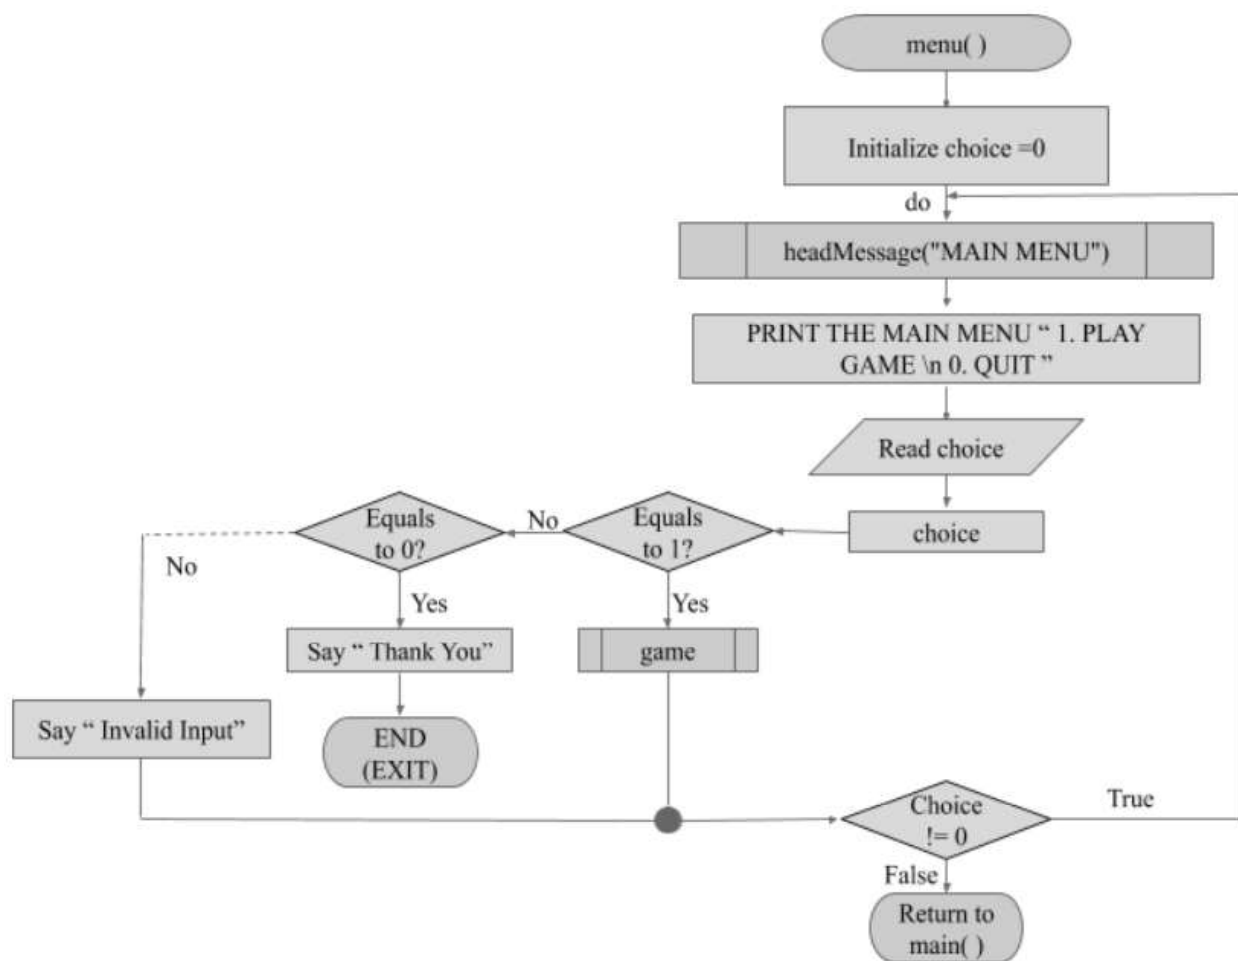 menu( )
Initialize choice =0
do
headMessage("MAIN MENU")
PRINT THE MAIN MENU “ 1. PLAY
GAME \n 0. QUIT ”
Read choice
choice
Equals
to 1?
No
Equals
to 0?
No
Yes
Yes
Say “ Thank You”
game
Say “ Invalid Input”
END
(EXIT)
Choice
!= 0
True
False
Return to
main( )